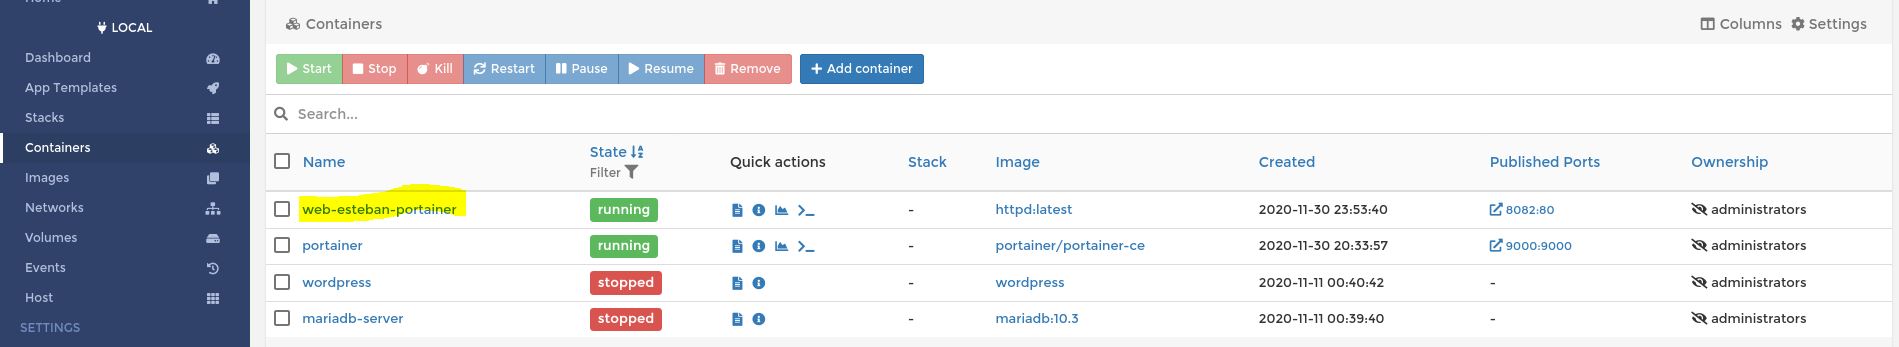 Home
LOCAL
Dashboard
App Templates
Stacks
Containers
Images
Networks
Volumes
Events
Host
SETTINGS
Containers
Columns Settings
Start Stop Kill Restart Pause Resume Remove + Add container
Search...
Name State Filter Quick actions Stack Image Created Published Ports Ownership
web-esteban-portainer running - httpd:latest 2020-11-30 23:53:40 8082:80 administrators
portainer running - portainer/portainer-ce 2020-11-30 20:33:57 9000:9000 administrators
wordpress stopped - wordpress 2020-11-11 00:40:42 - administrators
mariadb-server stopped - mariadb:10.3 2020-11-11 00:39:40 - administrators